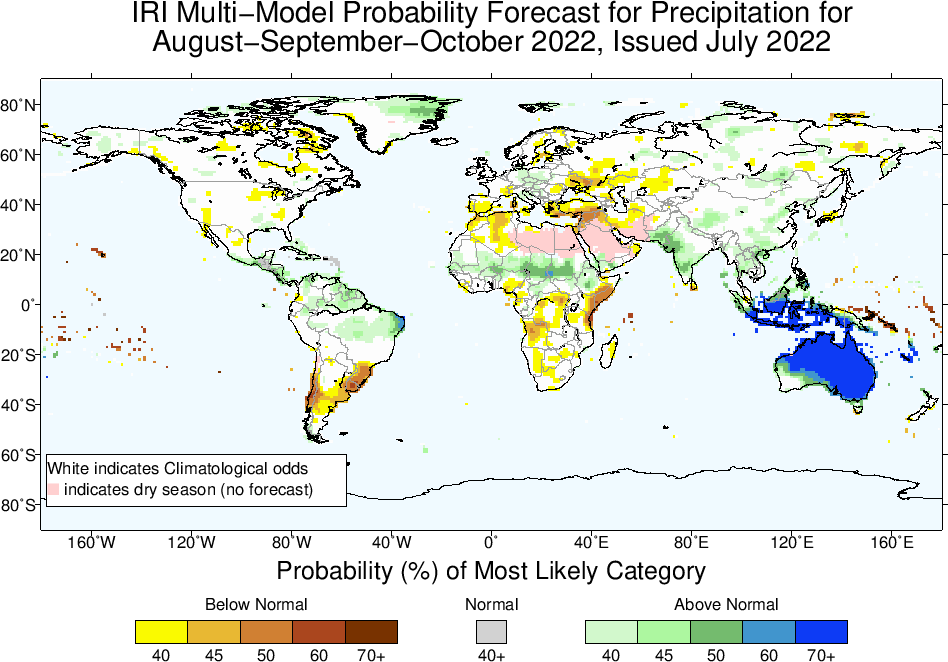 IRI Multi−Model Probability Forecast for Precipitation for
August−September−October 2022, Issued July 2022
80˚N
60˚N
40˚N
20˚N
0˚
20˚S
40˚S
60˚S
80˚S
White indicates Climatological odds
indicates dry season (no forecast)
160˚W 120˚W 80˚W 40˚W 0˚ 40˚E 80˚E 120˚E 160˚E
Probability (%) of Most Likely Category
Below Normal Normal Above Normal
40 45 50 60 70+ 40+ 40 45 50 60 70+